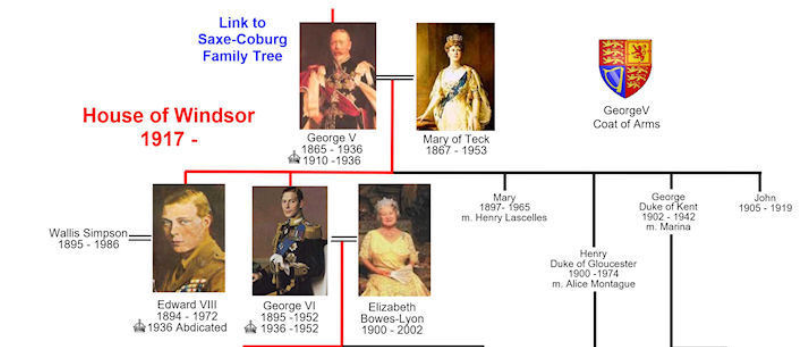 Link to
Saxe-Coburg
Family Tree
House of Windsor
1917 -
George V
1865 - 1936
1910 -1936
Mary of Teck
1867 - 1953
GeorgeV
Coat of Arms
Wallis Simpson
1895 - 1986
Edward VIII
1894 - 1972
1936 Abdicated
George VI
1895 -1952
1936 -1952
Elizabeth
Bowes-Lyon
1900 - 2002
Mary
1897- 1965
m. Henry Lascelles
Henry
Duke of Gloucester
1900 -1974
m. Alice Montague
George
Duke of Kent
1902 - 1942
m. Marina
John
1905 - 1919